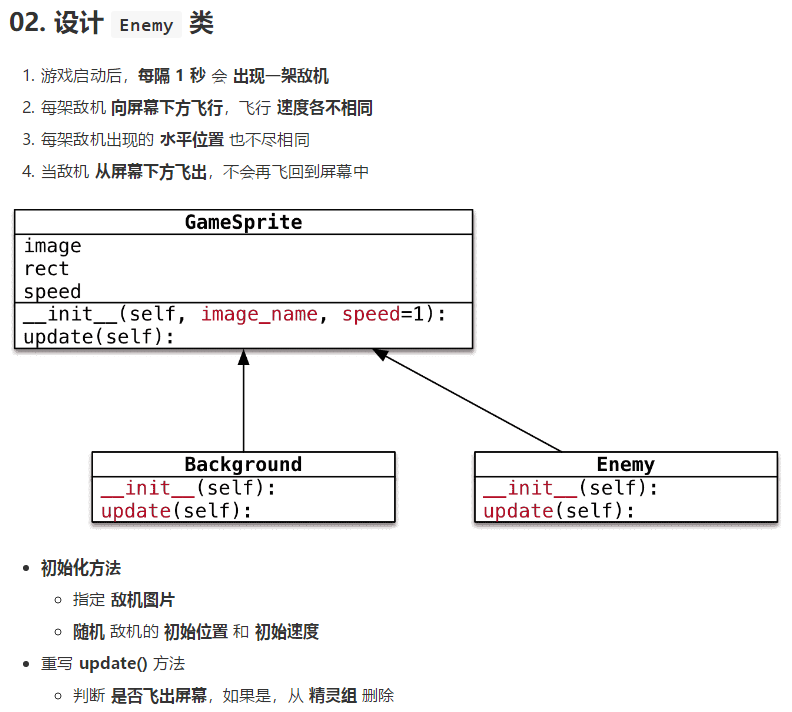 02. 设计 Enemy 类
1. 游戏启动后，每隔 1 秒 会 出现一架敌机
2. 每架敌机 向屏幕下方飞行，飞行 速度各不相同
3. 每架敌机出现的 水平位置 也不尽相同
4. 当敌机 从屏幕下方飞出，不会再飞回到屏幕中
GameSprite
image
rect
speed
__init__(self, image_name, speed=1):
update(self):
Background
__init__(self):
update(self):
Enemy
__init__(self):
update(self):
初始化方法
指定 敌机图片
随机 敌机的 初始位置 和 初始速度
重写 update() 方法
判断 是否飞出屏幕，如果是，从 精灵组 删除